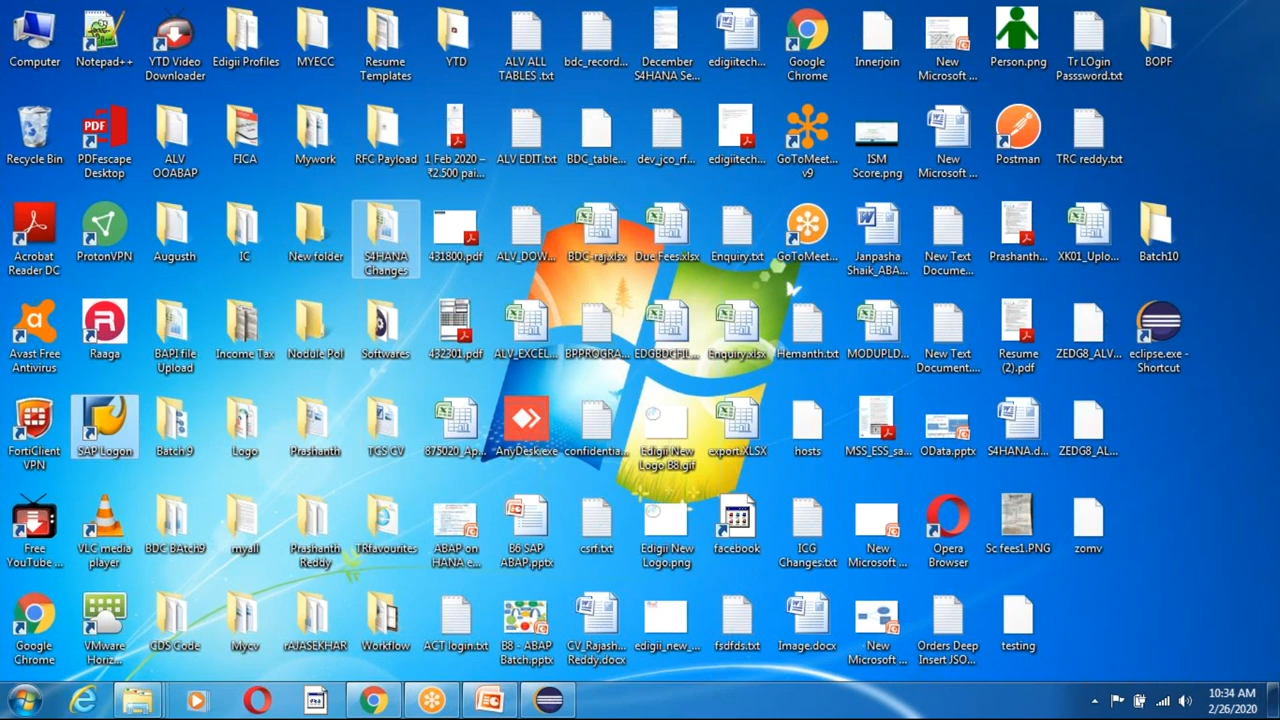 Computer
Notepad++
YTD Video
Downloader
Edigii Profiles
MYECC
Resume
Templates
YTD
ALV ALL
TABLES .txt
bdc_record...
December
S4HANA Se...
edigiitech...
Google
Chrome
Innerjoin
New
Microsoft ...
Person.png
Tr LOgin
Passsword.txt
BOPF
Recycle Bin
PDF
PDFescape
Desktop
ALV
OOABAP
FICA
Mywork
RFC Payload
1 Feb 2020 –
₹2.500 pai...
ALV EDIT.txt
BDC_table...
dev_jco_rf...
edigiitech...
GoToMeet...
v9
ISM
Score.png
New
Microsoft ...
Postman
TRC reddy.txt
Acrobat
Reader DC
ProtonVPN
Augusth
IC
New folder
S4HANA
Changes
431800.pdf
ALV_DOW...
BDC-raj.xlsx
Due Fees.xlsx
Enquiry.txt
GoToMeet...
Janpasha
Shaik_ABA...
New Text
Docume...
Prashanth...
XK01_Uplo...
Batch10
Avast Free
Antivirus
Raaga
BAPI file
Upload
Income Tax
Nodule Pol
Softwares
432301.pdf
ALV_EXCEL...
BPPROGRA...
EDGBDCFIL...
Enquiry.xlsx
Hemanth.txt
MODUPLD...
New Text
Document....
Resume
(2).pdf
ZEDG8_ALV...
eclipse.exe -
Shortcut
FortiClient
VPN
SAP Logon
Batch9
Logo
Prashanth
TCS CV
875020_Ap...
AnyDesk.exe
confidentia...
Edigii New
Logo B8.gif
export.XLSX
hosts
MSS_ESS_sa...
OData.pptx
S4HANA.d...
ZEDG8_AL...
Free
YouTube ...
VLC media
player
BDC BAtch9
myall
Prashanth
Reddy
TRfavourites
ABAP on
HANA e...
B6 SAP
ABAP.pptx
csrf.txt
Edigii New
Logo.png
facebook
ICG
Changes.txt
New
Microsoft ...
Opera
Browser
Sc fees1.PNG
zomv
Google
Chrome
VMware
Horiz...
CDS Code
Mycv
rAJASEKHAR
Workflow
ACT login.txt
B8 - ABAP
Batch.pptx
CV_Rajash...
Reddy.docx
edigii_new_...
fsdfds.txt
Image.docx
New
Microsoft ...
Orders Deep
Insert JSO...
testing
10:34 AM
2/26/2020